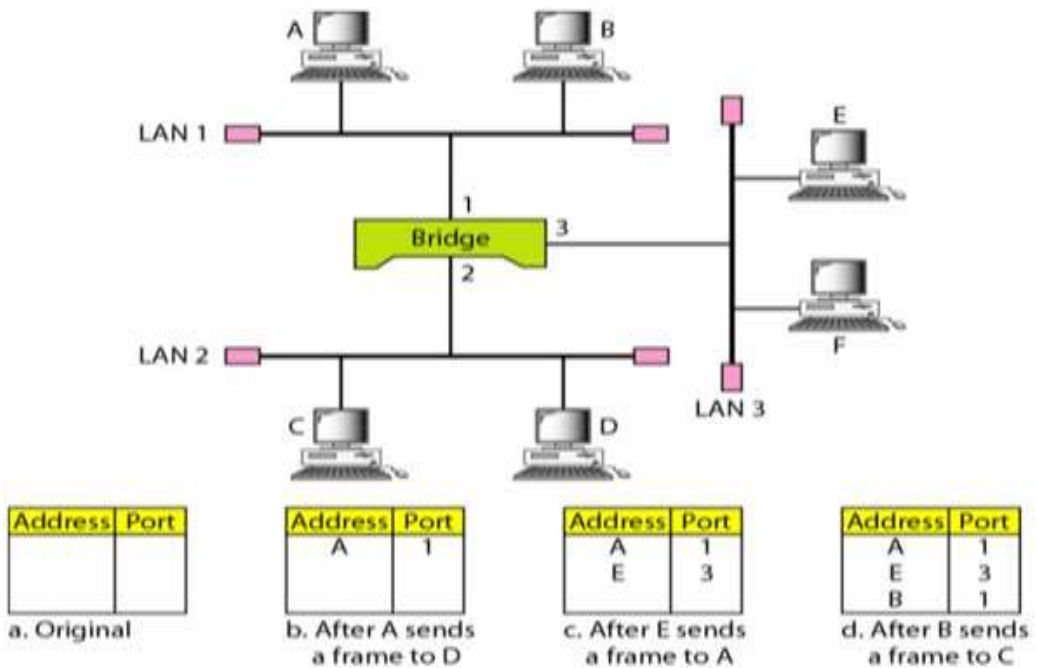 A
B
LAN 1
E
1
Bridge
3
2
F
LAN 2
LAN 3
C
D
Address Port
a. Original
Address Port
A 1
b. After A sends
a frame to D
Address Port
A 1
E 3
c. After E sends
a frame to A
Address Port
A 1
E 3
B 1
d. After B sends
a frame to C